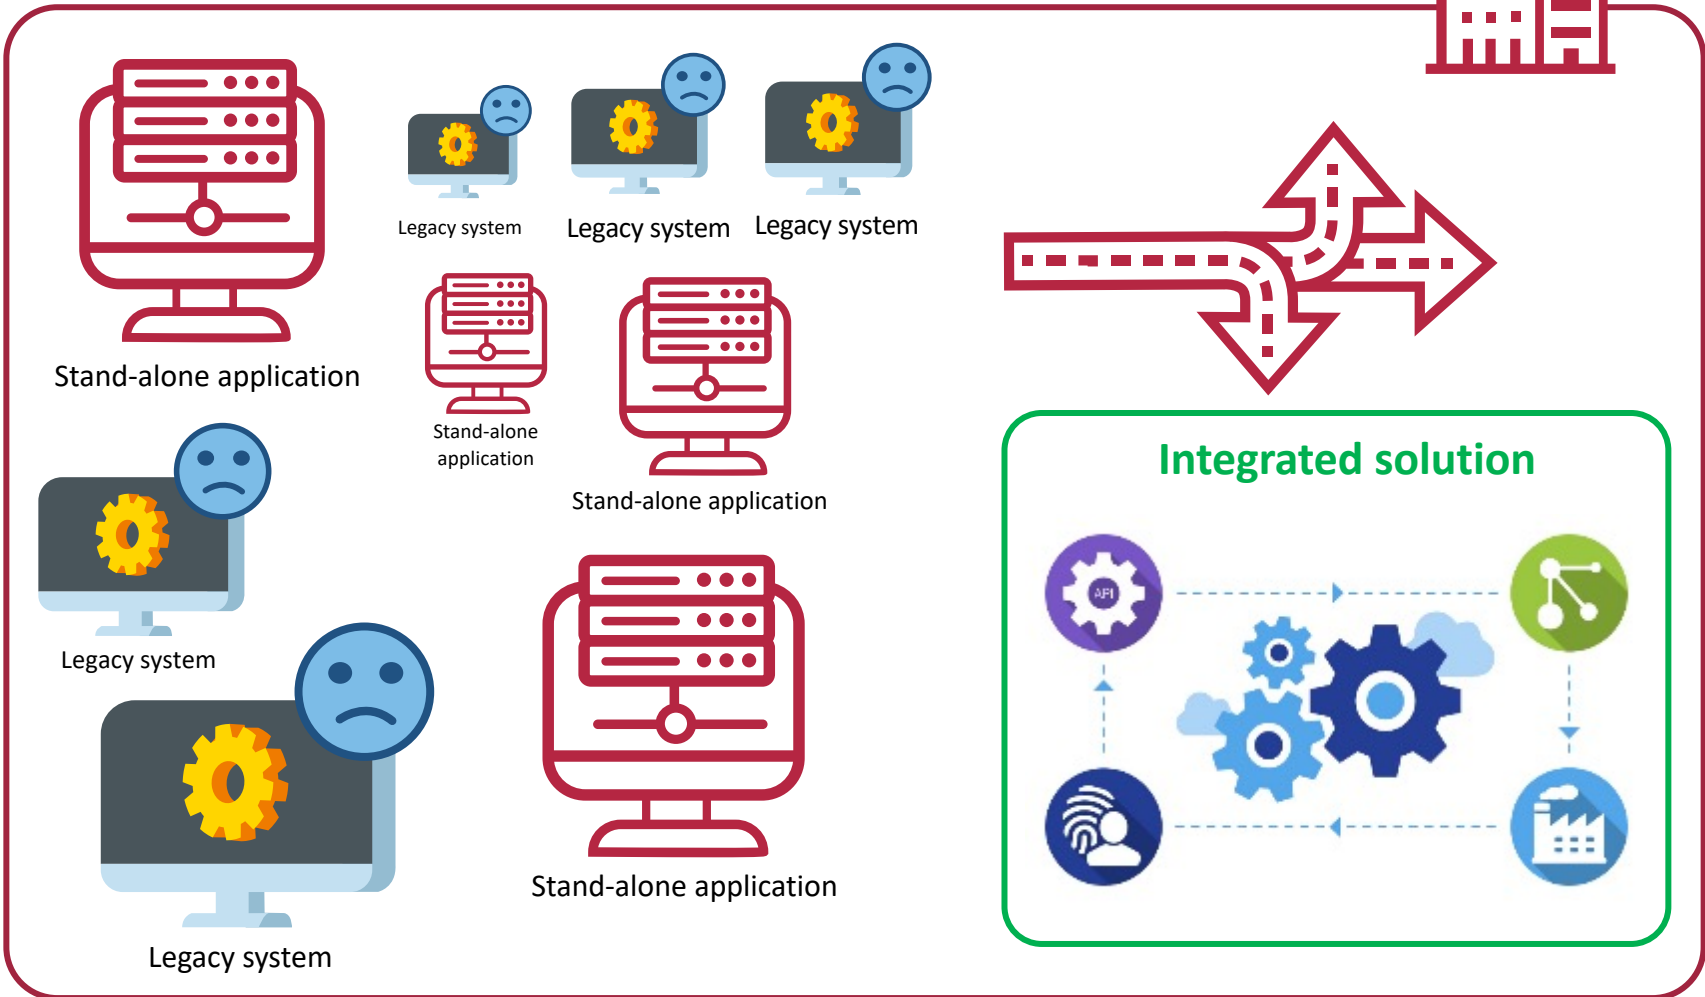 Legacy system
Legacy system
Legacy system
Stand-alone application
Stand-alone
application
Stand-alone application
Integrated solution
API
Legacy system
Stand-alone application
Legacy system